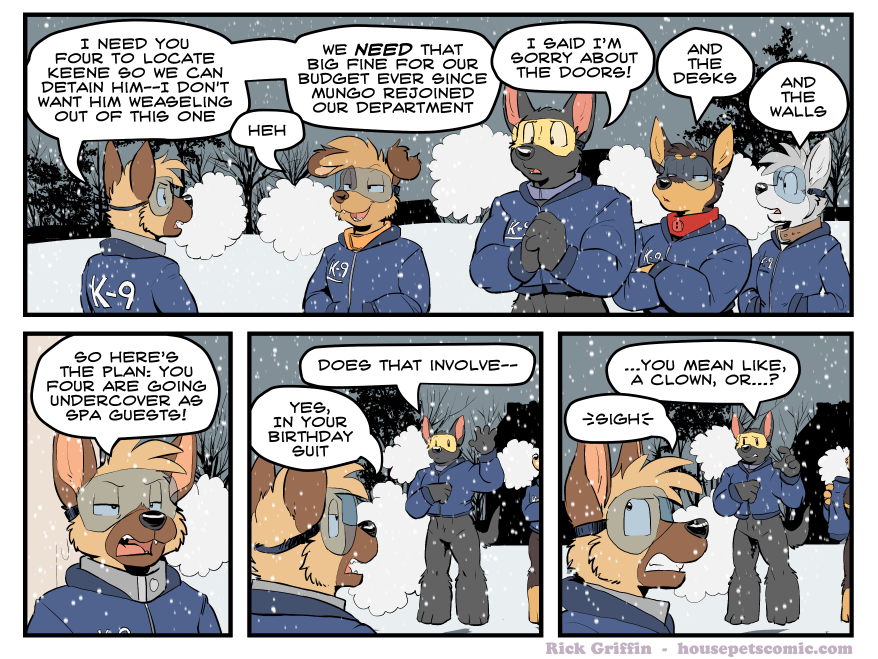 I NEED YOU
FOUR TO LOCATE
KEENE SO WE CAN
DETAIN HIM--I DON'T
WANT HIM WEASELING
OUT OF THIS ONE
HEH
WE NEED THAT
BIG FINE FOR OUR
BUDGET EVER SINCE
MUNGO REJOINED
OUR DEPARTMENT
I SAID I'M
SORRY ABOUT
THE DOORS!
AND
THE
DESKS
AND
THE
WALLS
K-9
K-9
K-9
K-9
K-9
SO HERE'S
THE PLAN: YOU
FOUR ARE GOING
UNDERCOVER AS
SPA GUESTS!
DOES THAT INVOLVE--
YES,
IN YOUR
BIRTHDAY
SUIT
...YOU MEAN LIKE,
A CLOWN, OR...?
SIGH
Rick Griffin - housepetscomic.com